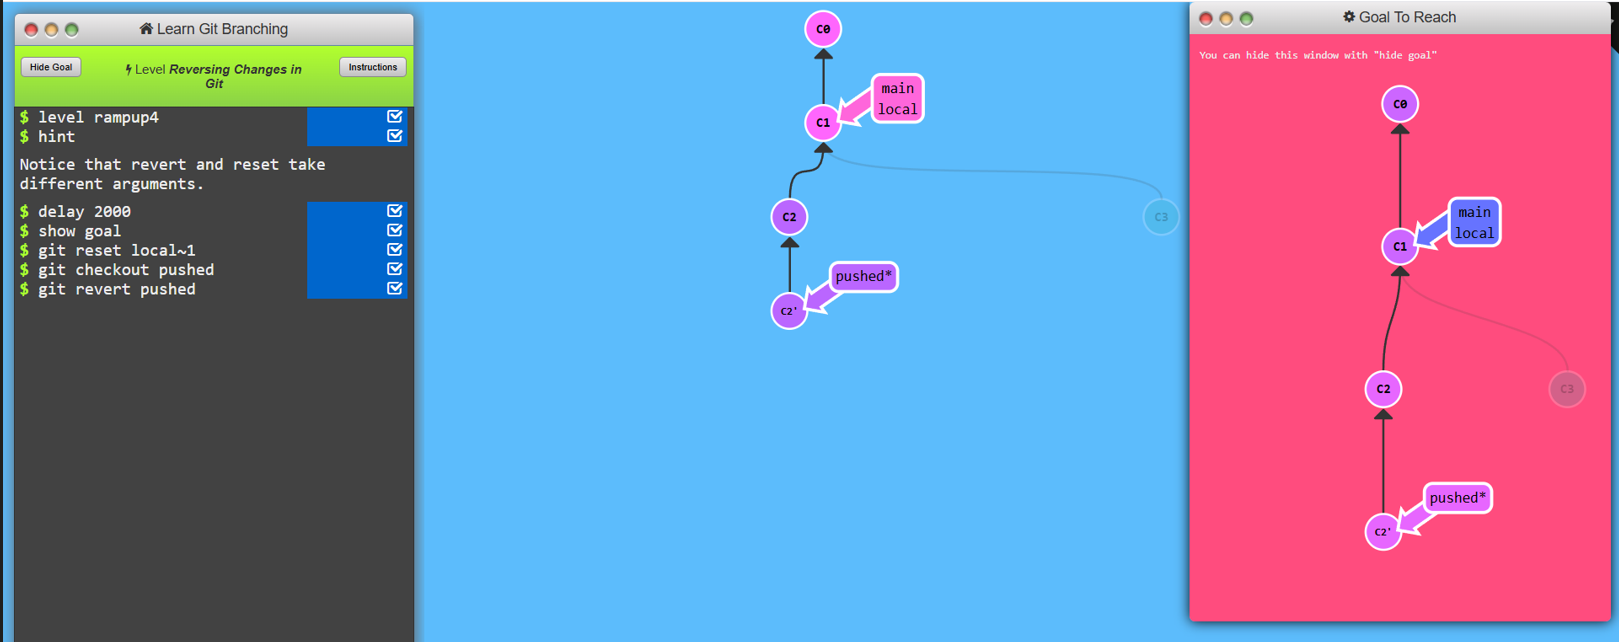 Learn Git Branching
Hide Goal
Level Reversing Changes in
Git
Instructions
$ level rampup4
$ hint
Notice that revert and reset take
different arguments.
$ delay 2000
$ show goal
$ git reset local~1
$ git checkout pushed
$ git revert pushed
C0
main
local
C1
C2
C3
pushed*
C2'
Goal To Reach
You can hide this window with "hide goal"
C0
main
local
C1
C2
C3
pushed*
C2'